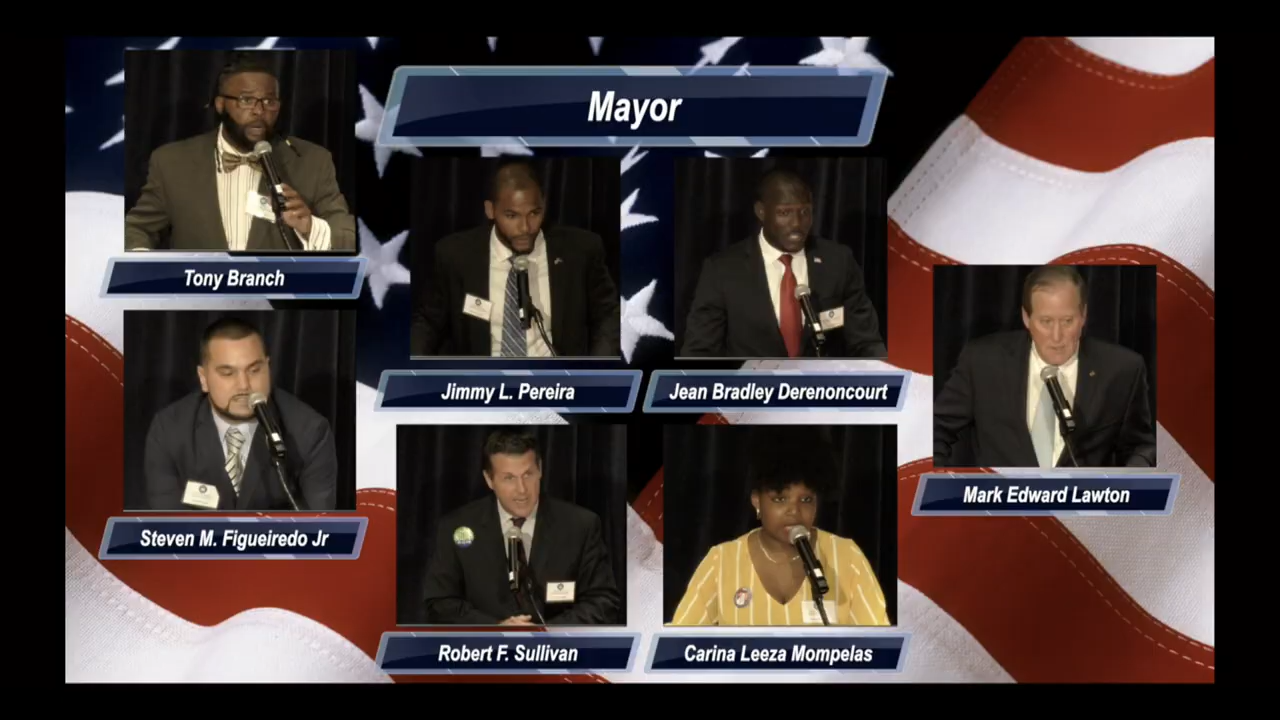 Mayor
Tony Branch
Jimmy L. Pereira
Jean Bradley Derenoncourt
Mark Edward Lawton
Steven M. Figueiredo Jr
Robert F. Sullivan
Carina Leeza Mompelas